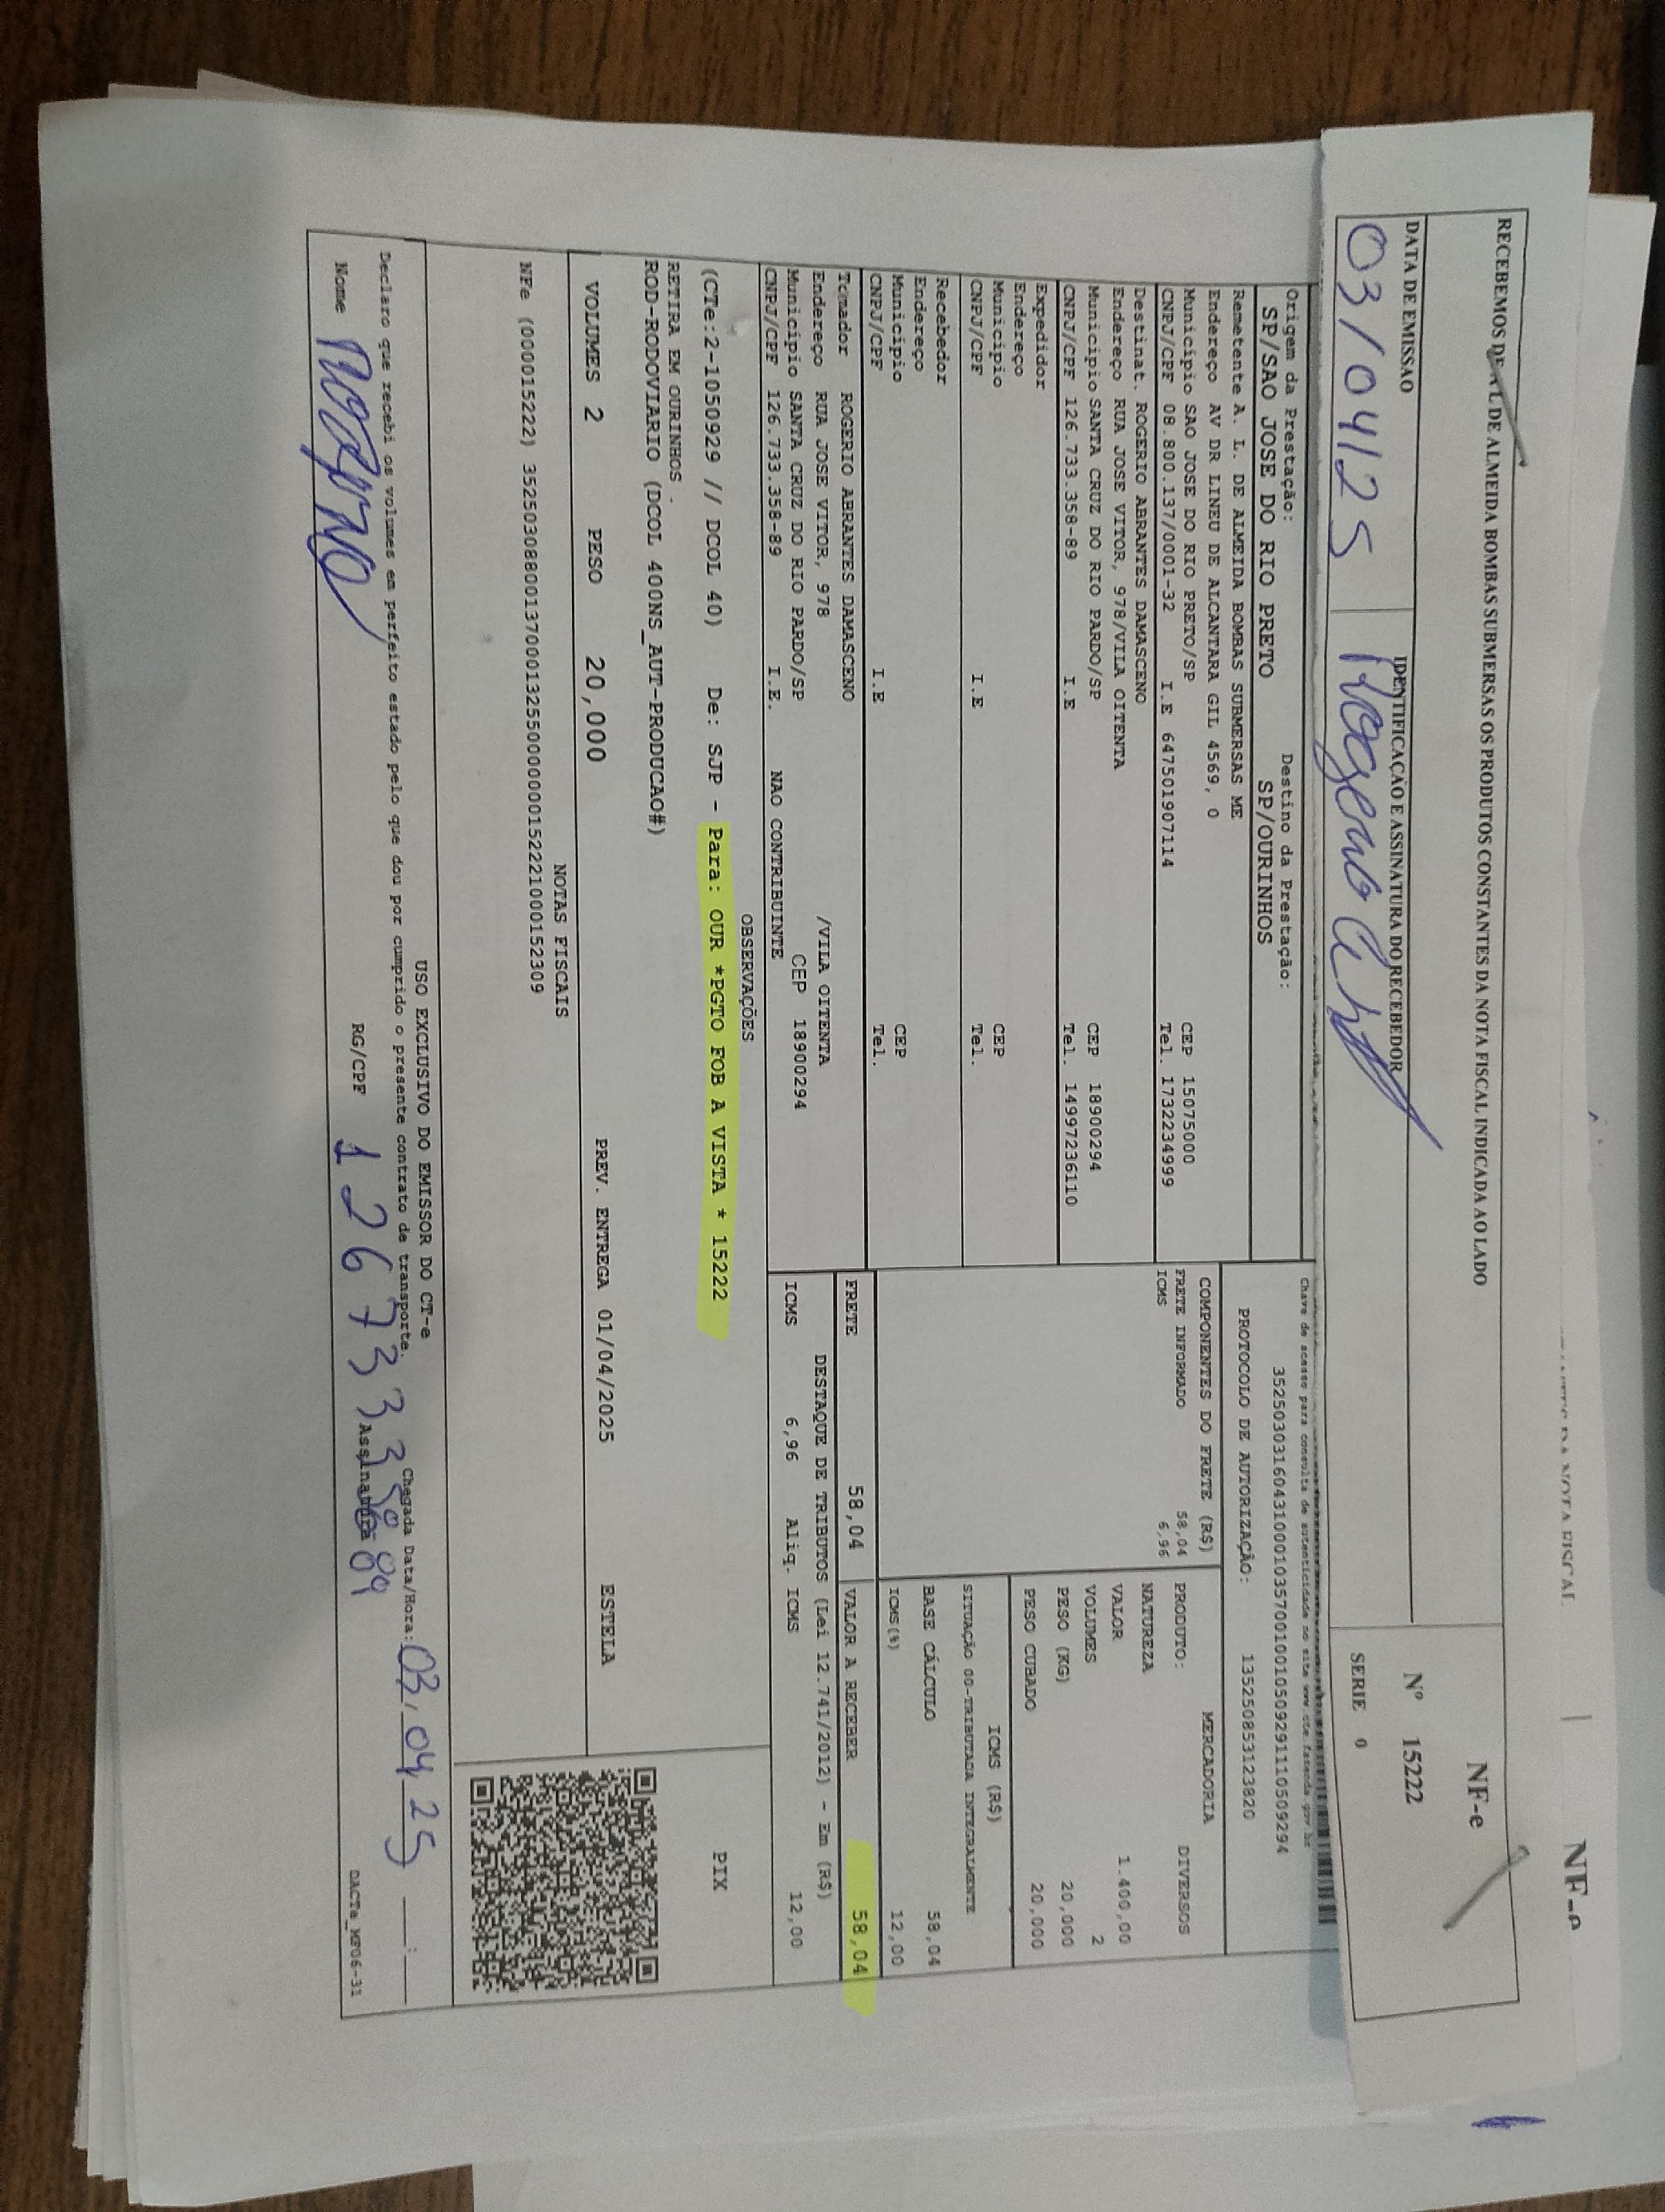 NF-e
RECEBEMOS DE A L DE ALMEIDA BOMBAS SUBMERSAS OS PRODUTOS CONSTANTES DA NOTA FISCAL INDICADA AO LADO
NF-e
Nº 15222
SERIE 0
DATA DE EMISSAO
03/04/25
IDENTIFICAÇÃO E ASSINATURA DO RECEBEDOR
Chave de acesso para consulta de autenticidade no site www.cte.fazenda.gov.br
35250303160431000103570010010509291110509294
PROTOCOLO DE AUTORIZAÇÃO: 135250853123820
Origem da Prestação: Destino da Prestação:
SP/SAO JOSE DO RIO PRETO SP/OURINHOS
Remetente A. L. DE ALMEIDA BOMBAS SUBMERSAS ME
Endereço AV DR LINEU DE ALCANTARA GIL 4569, 0
Município SAO JOSE DO RIO PRETO/SP CEP 15075000
CNPJ/CPF 08.800.137/0001-32 I.E 647501907114 Tel. 1732234999
Destinat. ROGERIO ABRANTES DAMASCENO
Endereço RUA JOSE VITOR, 978/VILA OITENTA
Município SANTA CRUZ DO RIO PARDO/SP CEP 18900294
CNPJ/CPF 126.733.358-89 I.E Tel. 14997236110
Expedidor
Endereço
Município CEP
CNPJ/CPF I.E Tel.
Recebedor
Endereço
Município CEP
CNPJ/CPF I.E Tel.
Tomador ROGERIO ABRANTES DAMASCENO
Endereço RUA JOSE VITOR, 978 /VILA OITENTA
Município SANTA CRUZ DO RIO PARDO/SP CEP 18900294
CNPJ/CPF 126.733.358-89 I.E. NAO CONTRIBUINTE
COMPONENTES DO FRETE (R$)
FRETE INFORMADO 58,04
ICMS 6,96
MERCADORIA
PRODUTO: DIVERSOS
NATUREZA
VALOR 1.400,00
VOLUMES 2
PESO (KG) 20,000
PESO CUBADO 20,000
ICMS (R$)
SITUAÇÃO 00-TRIBUTADA INTEGRALMENTE
BASE CÁLCULO 58,04
ICMS(%) 12,00
FRETE 58,04 VALOR A RECEBER 58,04
DESTAQUE DE TRIBUTOS (Lei 12.741/2012) - Em (R$)
ICMS 6,96 Aliq. ICMS 12,00
OBSERVAÇÕES
(CTe:2-1050929 // DCOL 40) De: SJP - Para: OUR *PGTO FOB A VISTA * 15222
RETIRA EM OURINHOS .
ROD-RODOVIARIO (DCOL 400NS_AUT-PRODUCAO#)
PIX
VOLUMES 2 PESO 20,000 PREV. ENTREGA 01/04/2025 ESTELA
NOTAS FISCAIS
NFe (000015222) 35250308800137000132550000000152221000152309
USO EXCLUSIVO DO EMISSOR DO CT-e
Declaro que recebi os volumes em perfeito estado pelo que dou por cumprido o presente contrato de transporte.
Chegada Data/Hora: 03, 04 25 __:__
Nome RG/CPF 126733358-89 Assinatura
DACTe_MF06-31